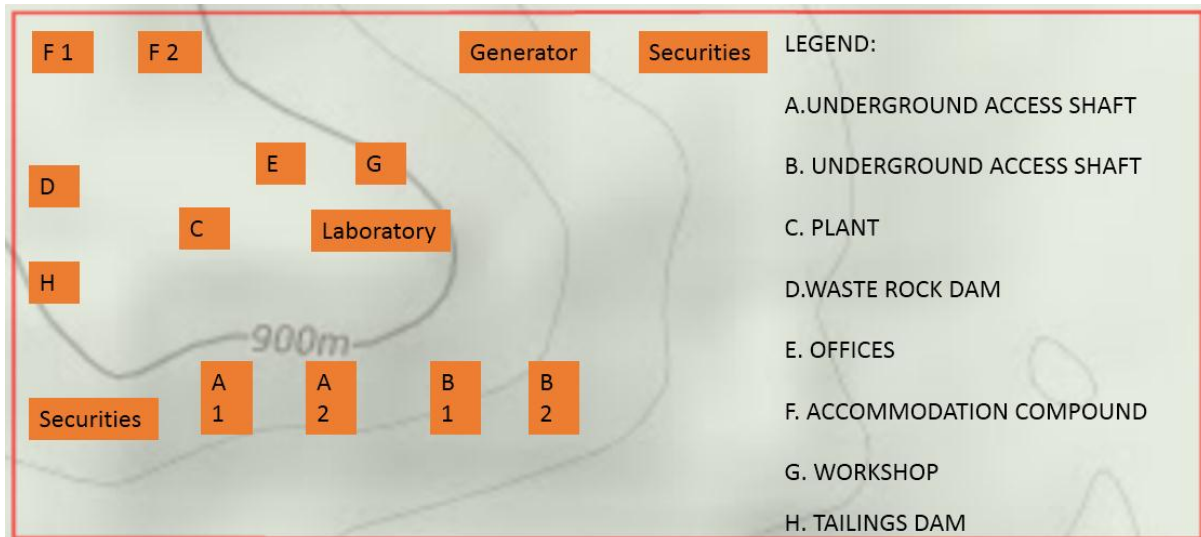 F 1
F 2
Generator
Securities
E
G
D
C
Laboratory
H
900m
A
1
A
2
B
1
B
2
Securities
LEGEND:
A.UNDERGROUND ACCESS SHAFT
B. UNDERGROUND ACCESS SHAFT
C. PLANT
D.WASTE ROCK DAM
E. OFFICES
F. ACCOMMODATION COMPOUND
G. WORKSHOP
H. TAILINGS DAM